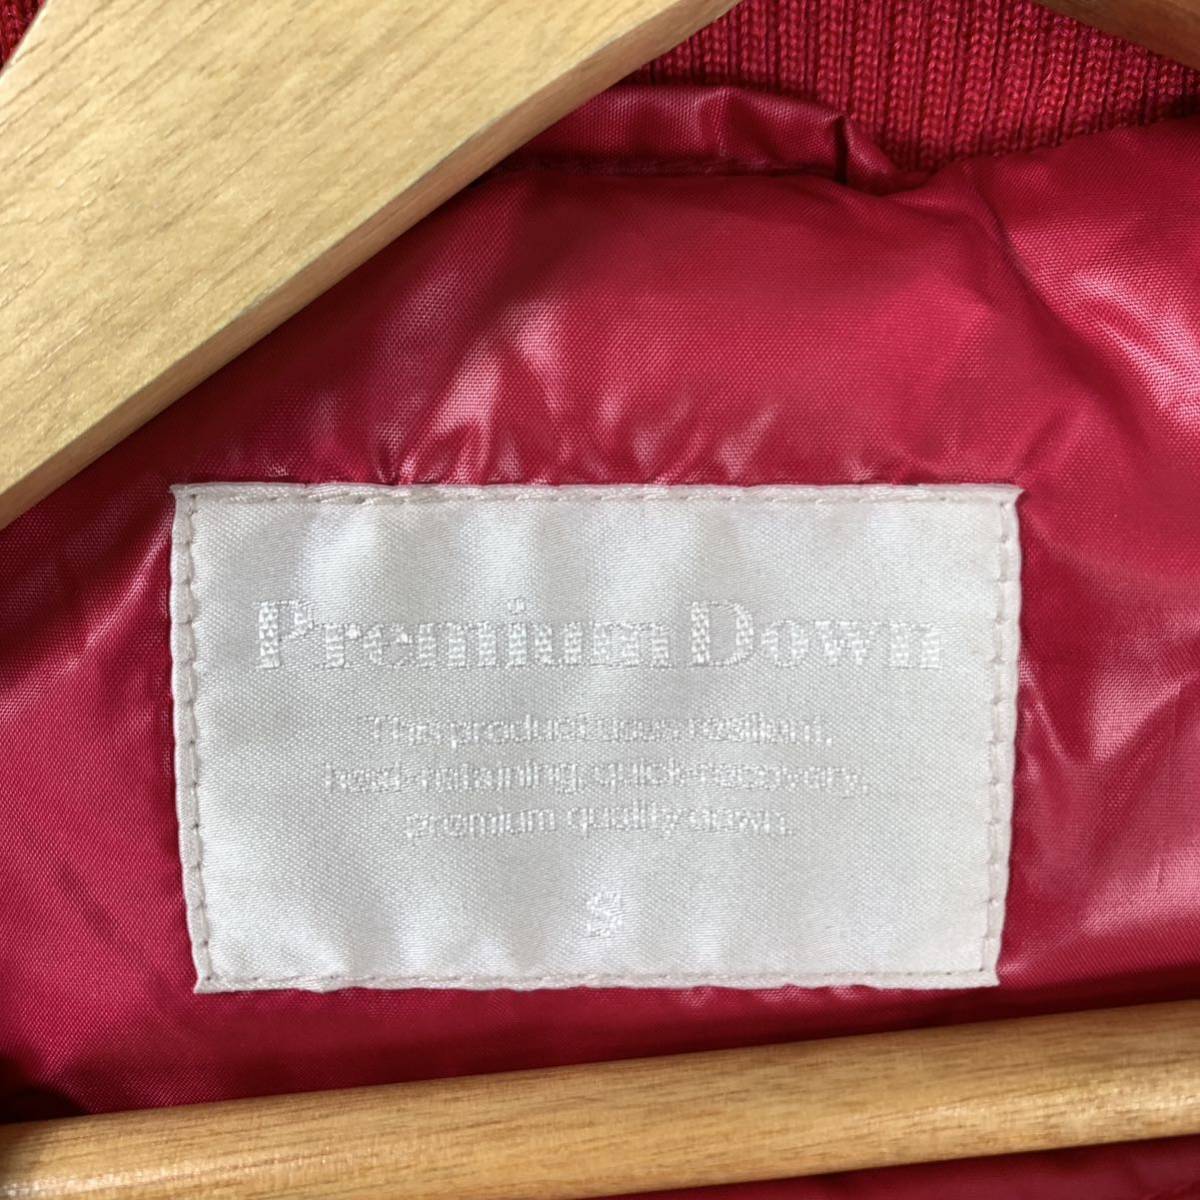 Premium Down
This product uses resilient,
heat-retaining, quick-recovery,
premium quality down.
S